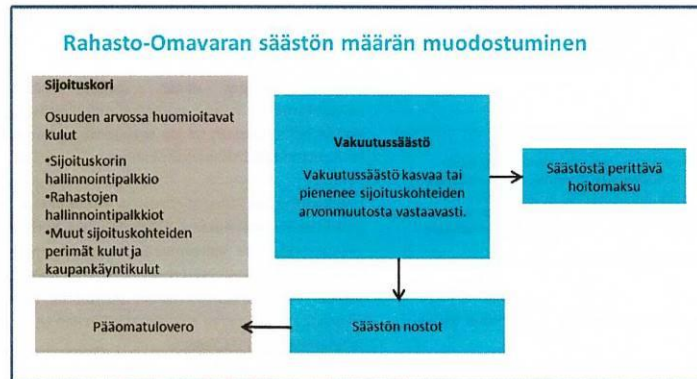 Rahasto-Omavaran säästön määrän muodostuminen
Sijoituskori
Osuuden arvossa huomioitavat
kulut
•Sijoituskorin
hallinnointipalkkio
•Rahastojen
hallinnointipalkkiot
•Muut sijoituskohteiden
perimät kulut ja
kaupankäyntikulut
Vakuutussäästö
Vakuutussäästö kasvaa tai
pienenee sijoituskohteiden
arvonmuutosta vastaavasti.
Säästöstä perittävä
hoitomaksu
Pääomatulovero
Säästön nostot